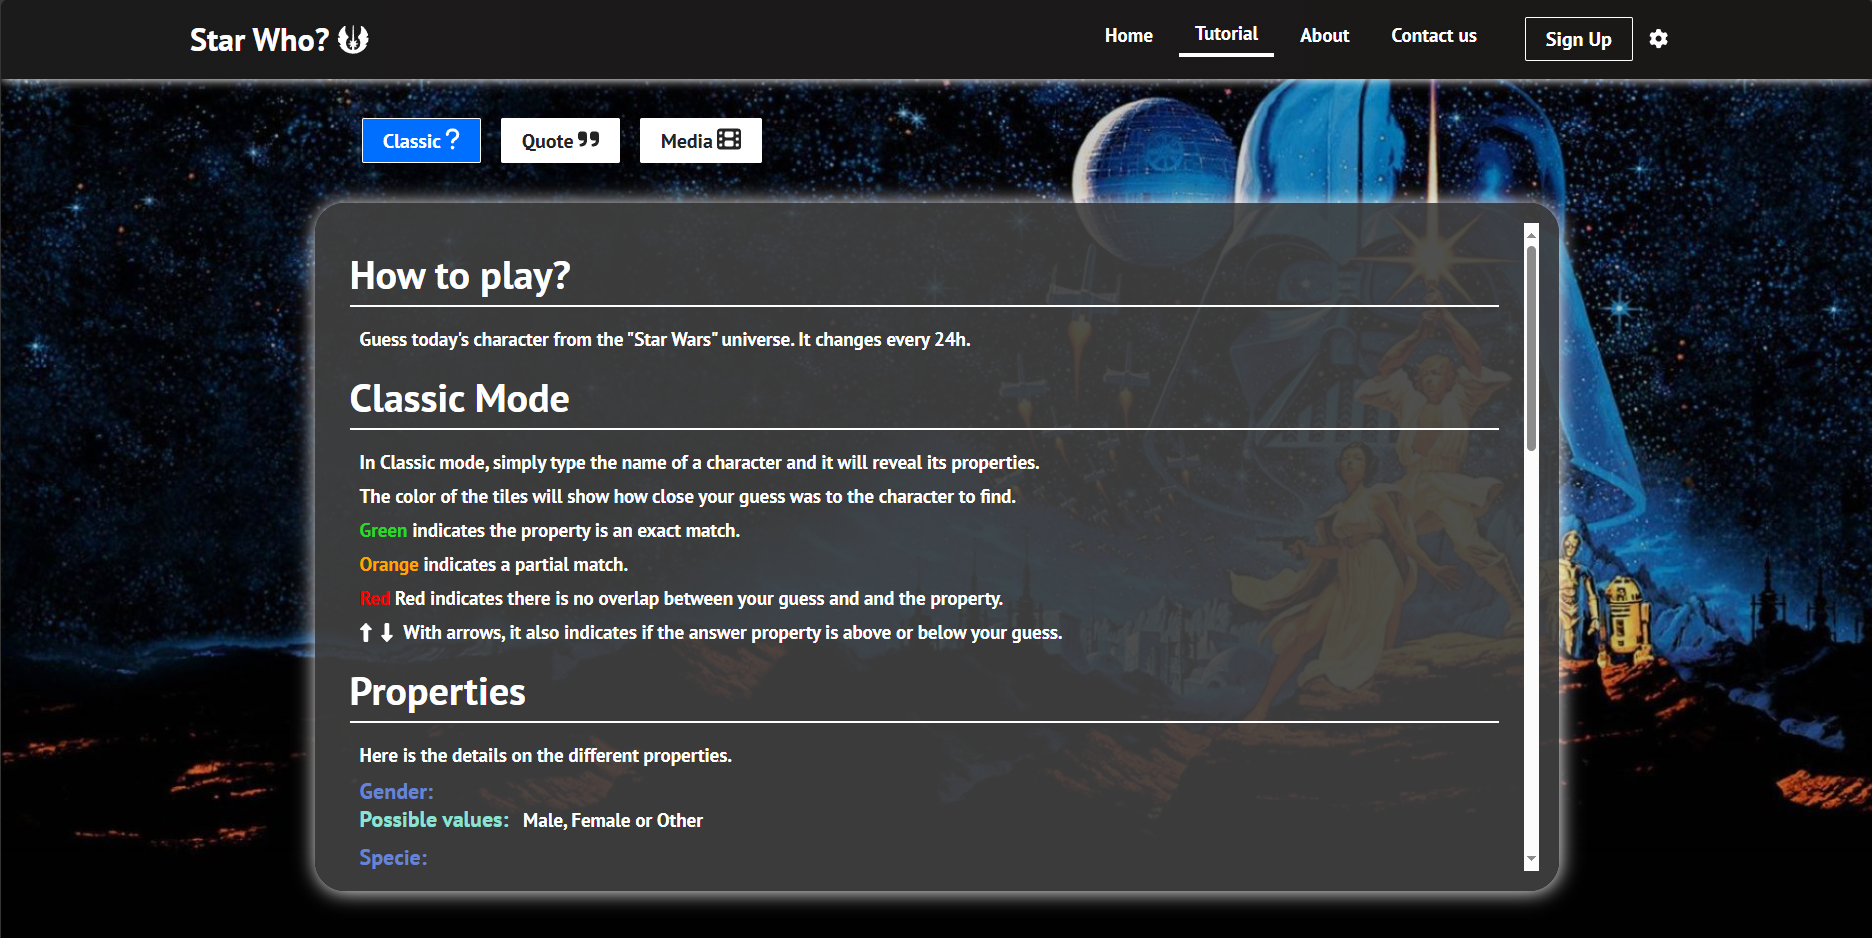 Star Who?
Home Tutorial About Contact us Sign Up
Classic ? Quote Media
How to play?
Guess today's character from the "Star Wars" universe. It changes every 24h.
Classic Mode
In Classic mode, simply type the name of a character and it will reveal its properties.
The color of the tiles will show how close your guess was to the character to find.
Green indicates the property is an exact match.
Orange indicates a partial match.
Red Red indicates there is no overlap between your guess and and the property.
↑ ↓ With arrows, it also indicates if the answer property is above or below your guess.
Properties
Here is the details on the different properties.
Gender:
Possible values: Male, Female or Other
Specie: